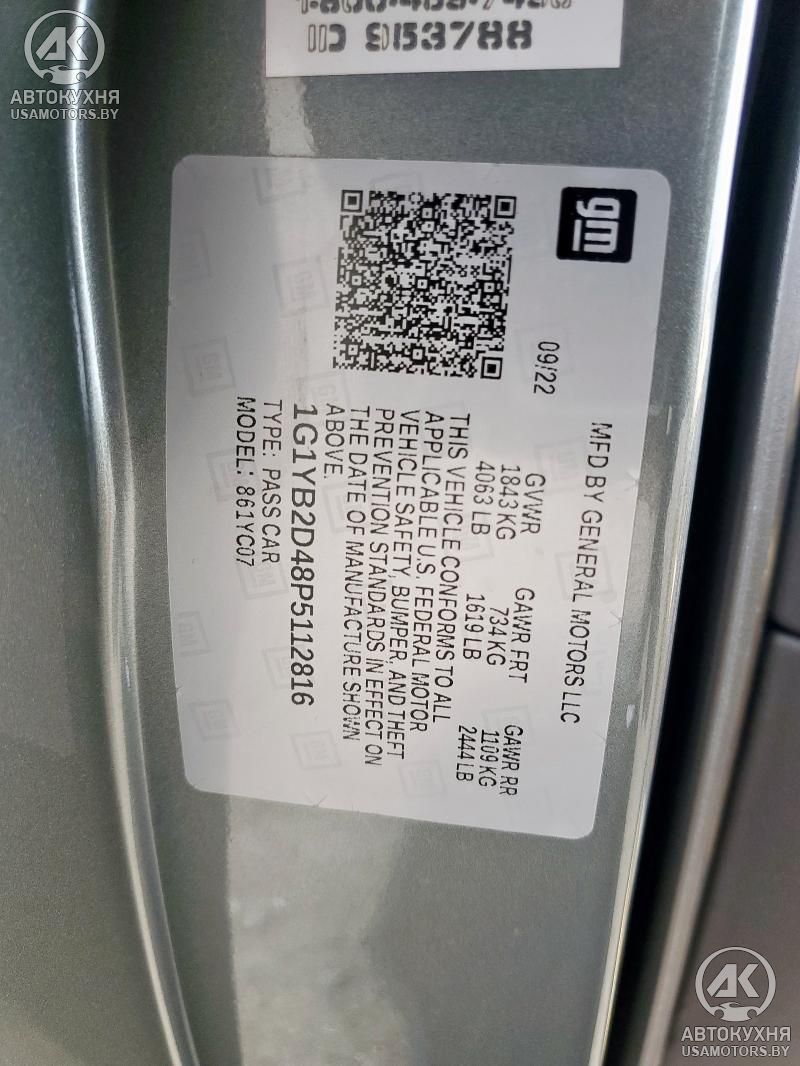 АВТОКУХНЯ
USAMOTORS.BY
gm
MFD BY GENERAL MOTORS LLC
09/22
GVWR GAWR FRT GAWR RR
1843 KG 734 KG 1109 KG
4063 LB 1619 LB 2444 LB
THIS VEHICLE CONFORMS TO ALL
APPLICABLE U.S. FEDERAL MOTOR
VEHICLE SAFETY, BUMPER, AND THEFT
PREVENTION STANDARDS IN EFFECT ON
THE DATE OF MANUFACTURE SHOWN
ABOVE.
1G1YB2D48P5112816
TYPE: PASS CAR
MODEL: 861YC07
АВТОКУХНЯ
USAMOTORS.BY